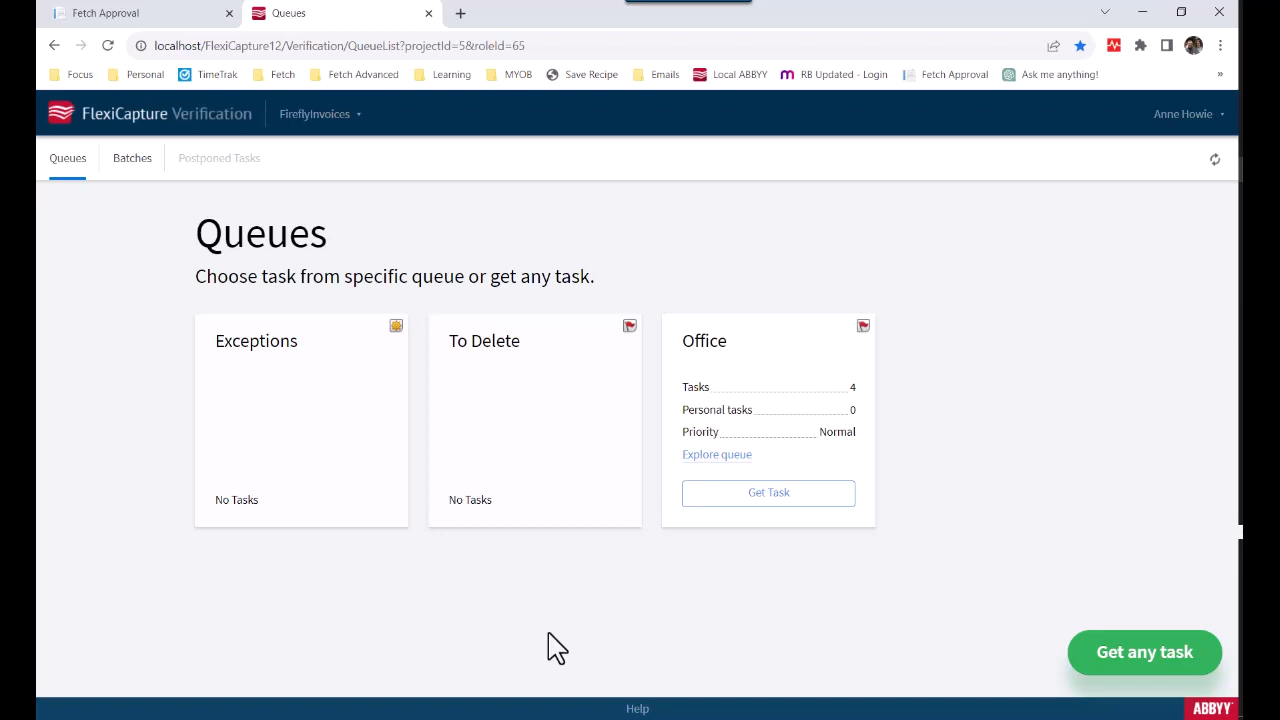 Fetch Approval
Queues
localhost/FlexiCapture12/Verification/QueueList?projectId=5&roleId=65
Focus Personal TimeTrak Fetch Fetch Advanced Learning MYOB Save Recipe Emails Local ABBYY RB Updated - Login Fetch Approval Ask me anything! »
FlexiCapture Verification FireflyInvoices Anne Howie
Queues Batches Postponed Tasks
Queues
Choose task from specific queue or get any task.
Exceptions
No Tasks
To Delete
No Tasks
Office
Tasks 4
Personal tasks 0
Priority Normal
Explore queue
Get Task
Get any task
Help
ABBYY